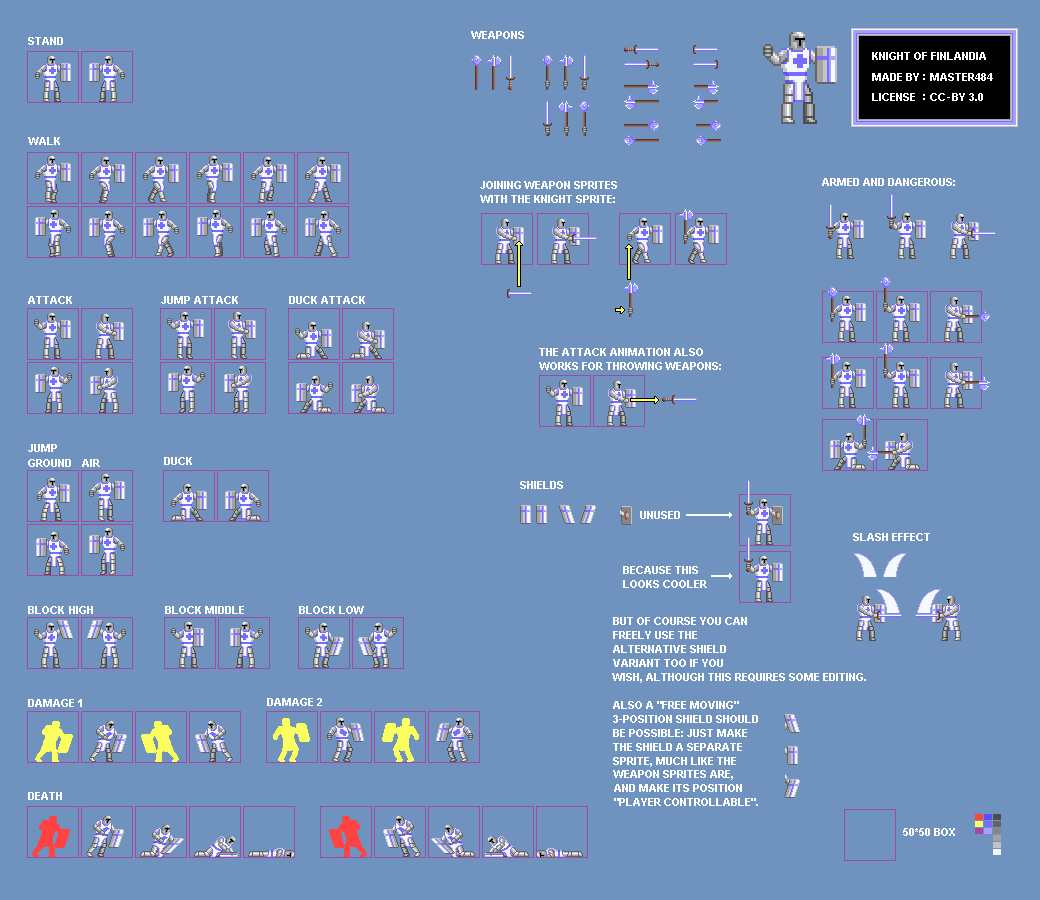 STAND
WEAPONS
KNIGHT OF FINLANDIA
MADE BY : MASTER484
LICENSE : CC-BY 3.0
WALK
JOINING WEAPON SPRITES
WITH THE KNIGHT SPRITE:
ARMED AND DANGEROUS:
ATTACK
JUMP ATTACK
DUCK ATTACK
THE ATTACK ANIMATION ALSO
WORKS FOR THROWING WEAPONS:
JUMP
GROUND AIR
DUCK
SHIELDS
UNUSED
BECAUSE THIS
LOOKS COOLER
SLASH EFFECT
BLOCK HIGH
BLOCK MIDDLE
BLOCK LOW
BUT OF COURSE YOU CAN
FREELY USE THE
ALTERNATIVE SHIELD
VARIANT TOO IF YOU
WISH, ALTHOUGH THIS REQUIRES SOME EDITING.
DAMAGE 1
DAMAGE 2
ALSO A "FREE MOVING"
3-POSITION SHIELD SHOULD
BE POSSIBLE: JUST MAKE
THE SHIELD A SEPARATE
SPRITE, MUCH LIKE THE
WEAPON SPRITES ARE,
AND MAKE ITS POSITION
"PLAYER CONTROLLABLE".
DEATH
50*50 BOX